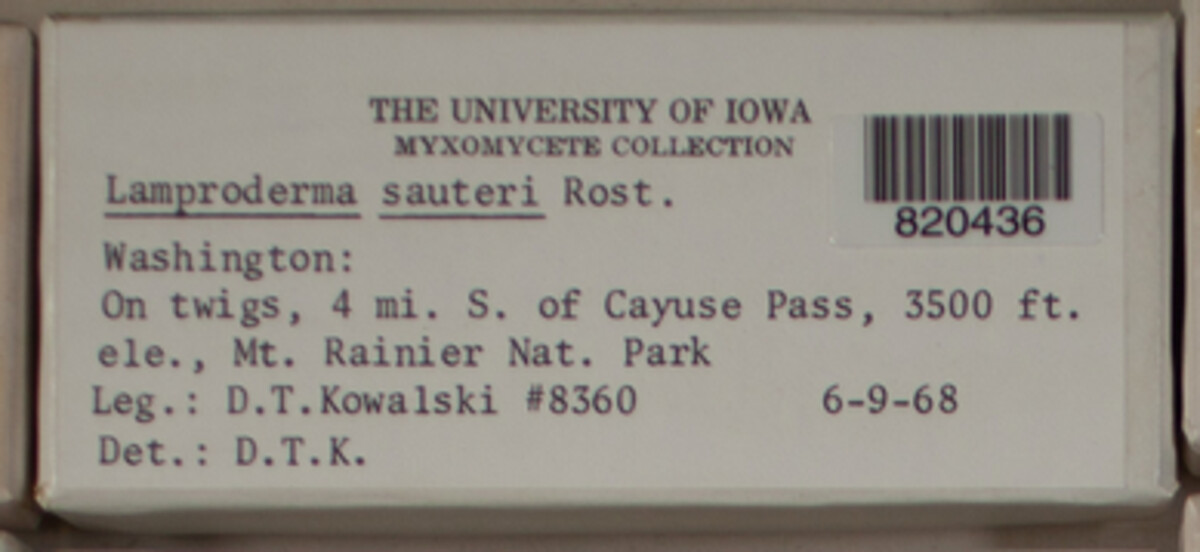 THE UNIVERSITY OF IOWA
MYXOMYCETE COLLECTION
Lamproderma sauteri Rost.
820436
Washington:
On twigs, 4 mi. S. of Cayuse Pass, 3500 ft.
ele., Mt. Rainier Nat. Park
Leg.: D.T.Kowalski #8360 6-9-68
Det.: D.T.K.